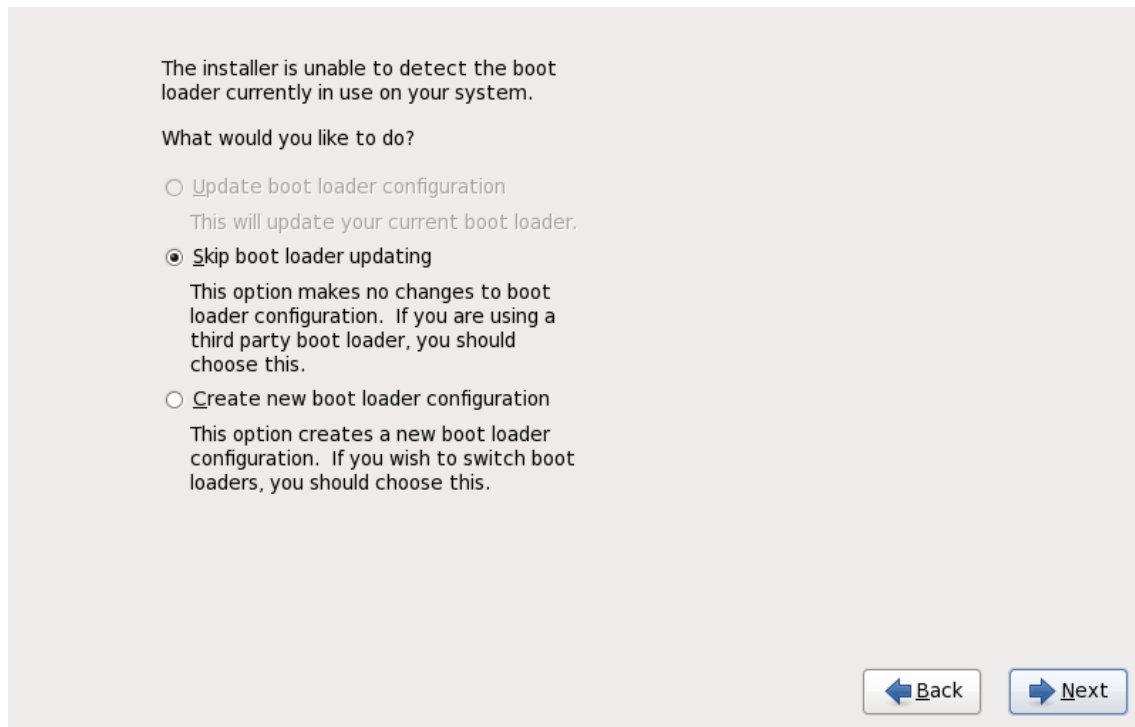 The installer is unable to detect the boot
loader currently in use on your system.
What would you like to do?
Update boot loader configuration
This will update your current boot loader.
Skip boot loader updating
This option makes no changes to boot
loader configuration.  If you are using a
third party boot loader, you should
choose this.
Create new boot loader configuration
This option creates a new boot loader
configuration.  If you wish to switch boot
loaders, you should choose this.
Back
Next